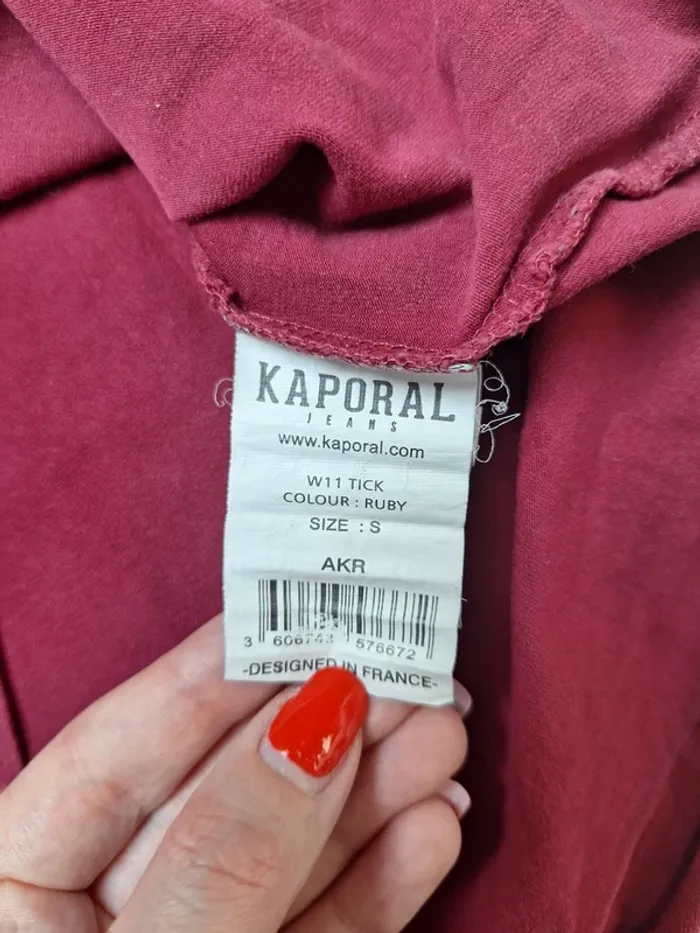 KAPORAL
JEANS
www.kaporal.com
W11 TICK
COLOUR : RUBY
SIZE : S
AKR
3 606743 576672
-DESIGNED IN FRANCE-